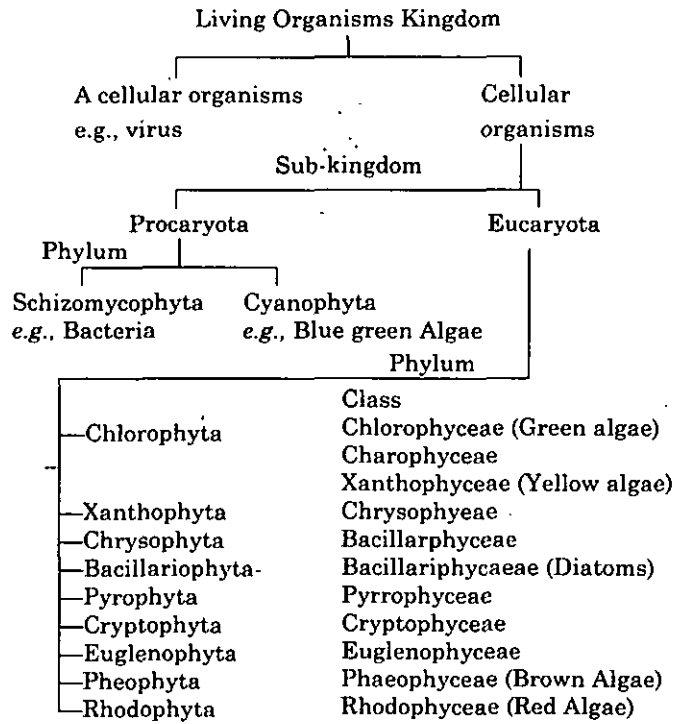 Living Organisms Kingdom
A cellular organisms Cellular
e.g., virus organisms
Sub-kingdom
Procaryota Eucaryota
Phylum
Schizomycophyta Cyanophyta
e.g., Bacteria e.g., Blue green Algae
Phylum
Class
Chlorophyta Chlorophyceae (Green algae)
Charophyceae
Xanthophyceae (Yellow algae)
Xanthophyta Chrysophyeae
Chrysophyta Bacillarphyceae
Bacillariophyta- Bacillariphycaeae (Diatoms)
Pyrophyta Pyrrophyceae
Cryptophyta Cryptophyceae
Euglenophyta Euglenophyceae
Pheophyta Phaeophyceae (Brown Algae)
Rhodophyta Rhodophyceae (Red Algae)